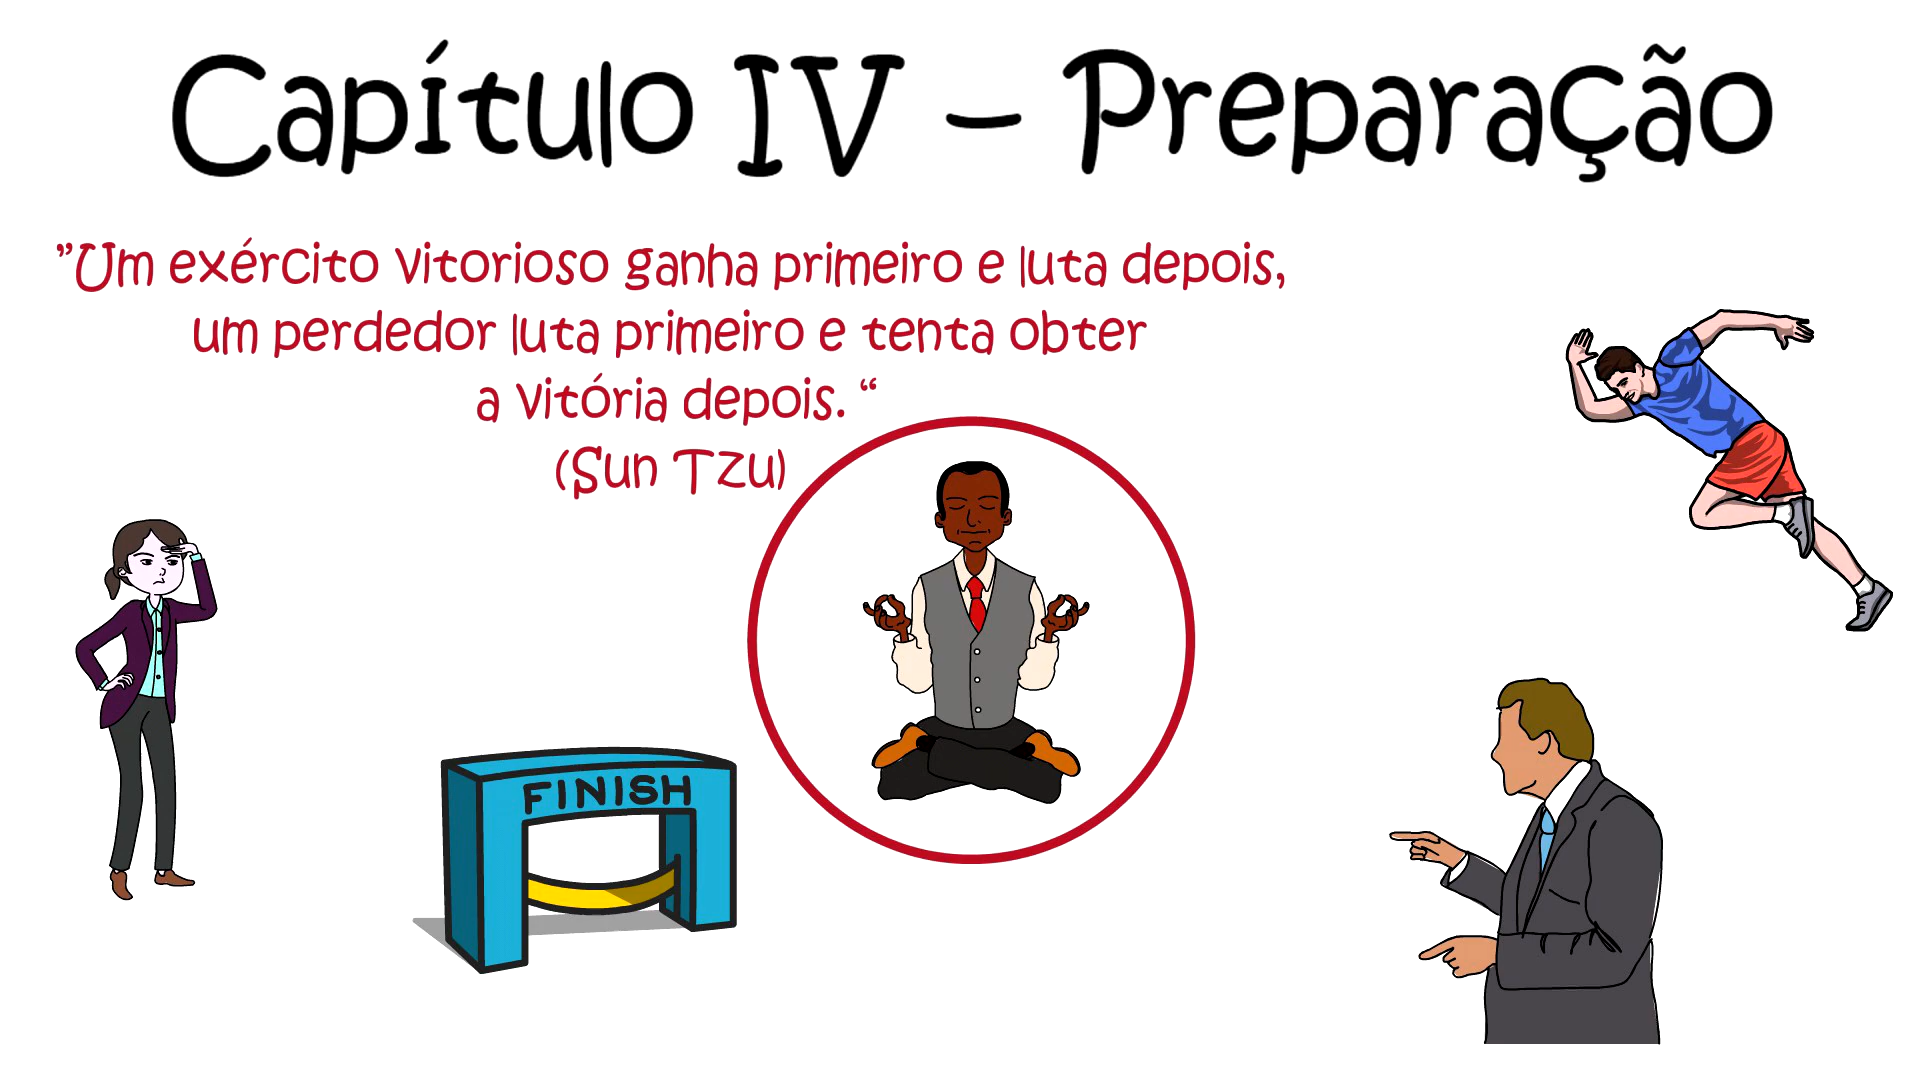 Capítulo IV – Preparação
”Um exército vitorioso ganha primeiro e luta depois,
um perdedor luta primeiro e tenta obter
a vitória depois. “
(Sun Tzu)
FINISH